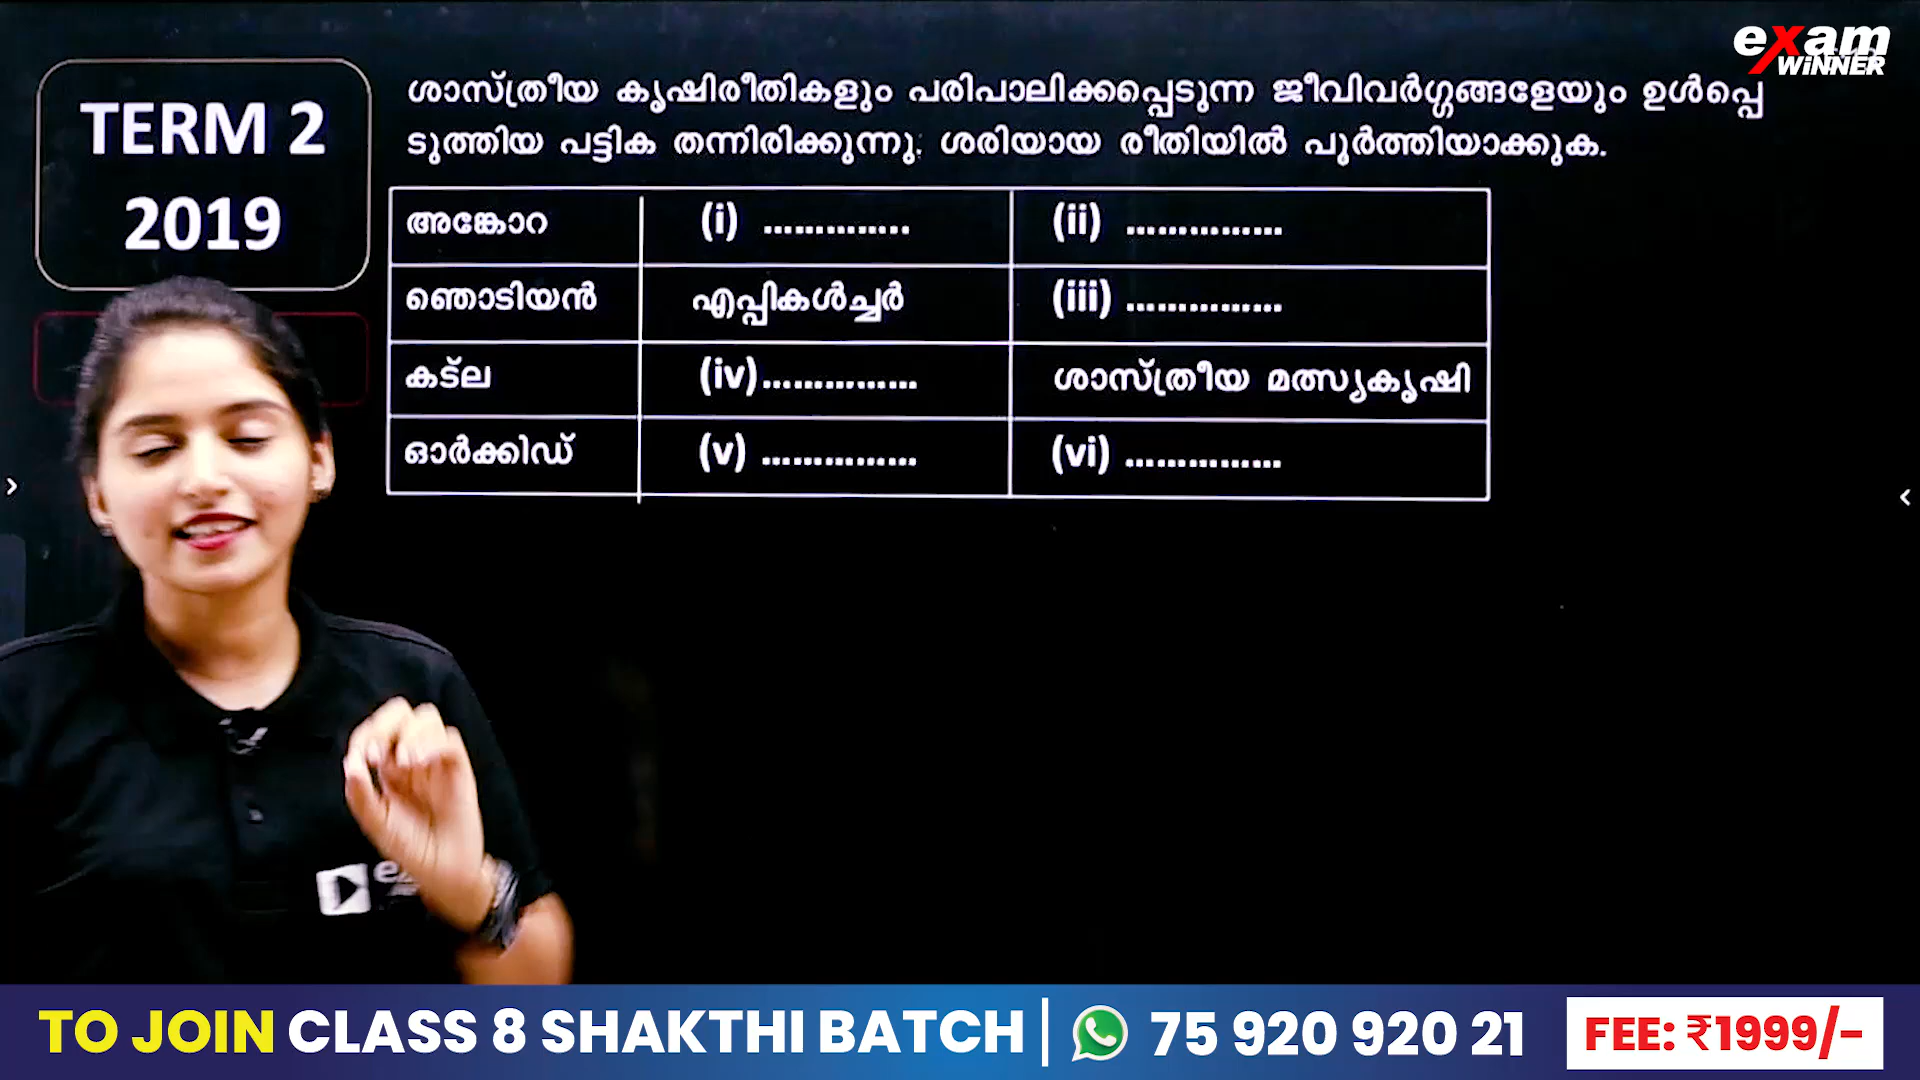 exam
WiNNER
TERM 2
2019
ശാസ്ത്രീയ കൃഷിരീതികളും പരിപാലിക്കപ്പെടുന്ന ജീവിവർഗ്ഗങ്ങളേയും ഉൾപ്പെ
ടുത്തിയ പട്ടിക തന്നിരിക്കുന്നു. ശരിയായ രീതിയിൽ പൂർത്തിയാക്കുക.
അങ്കോറ (i) .............. (ii) ...............
ഞൊടിയൻ എപ്പികൾച്ചർ (iii) ...............
കട്ല (iv)............... ശാസ്ത്രീയ മത്സ്യകൃഷി
ഓർക്കിഡ് (v) ............... (vi) ...............
TO JOIN CLASS 8 SHAKTHI BATCH | 75 920 920 21 FEE: ₹1999/-